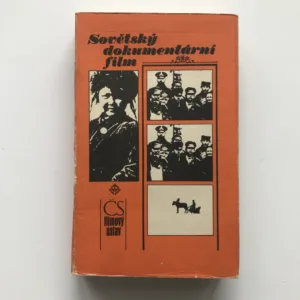 Sovětský
dokumentární
film
ČS
filmový
ústav